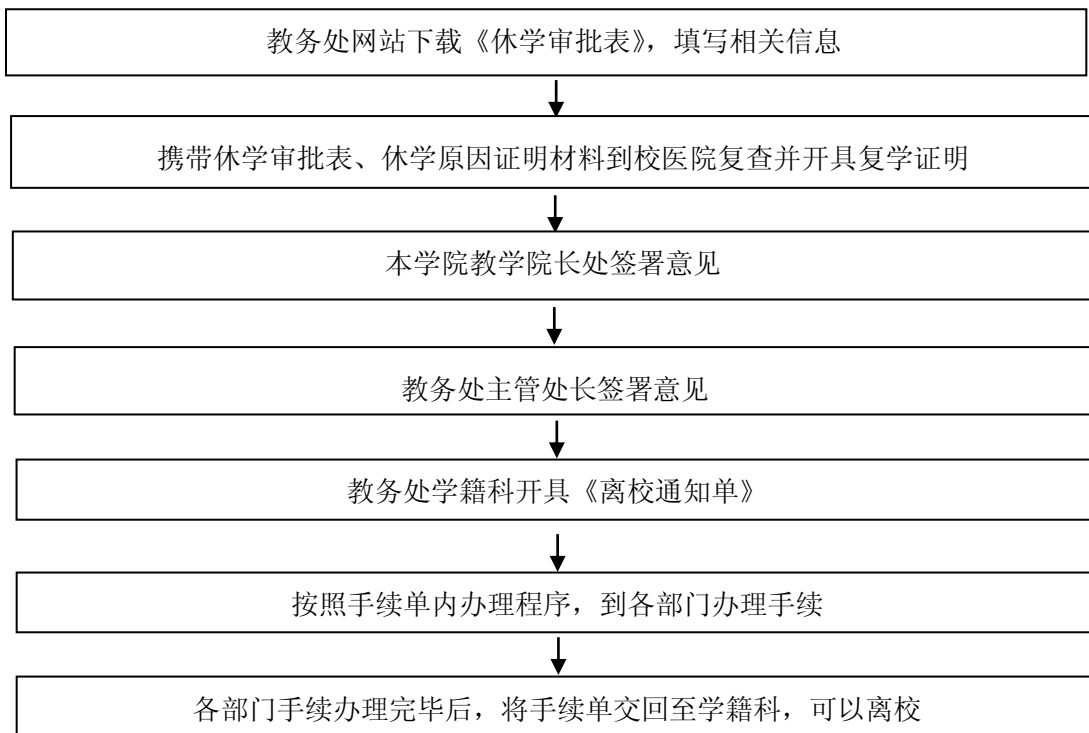 教务处网站下载《休学审批表》，填写相关信息
携带休学审批表、休学原因证明材料到校医院复查并开具复学证明
本学院教学院长处签署意见
教务处主管处长签署意见
教务处学籍科开具《离校通知单》
按照手续单内办理程序，到各部门办理手续
各部门手续办理完毕后，将手续单交回至学籍科，可以离校